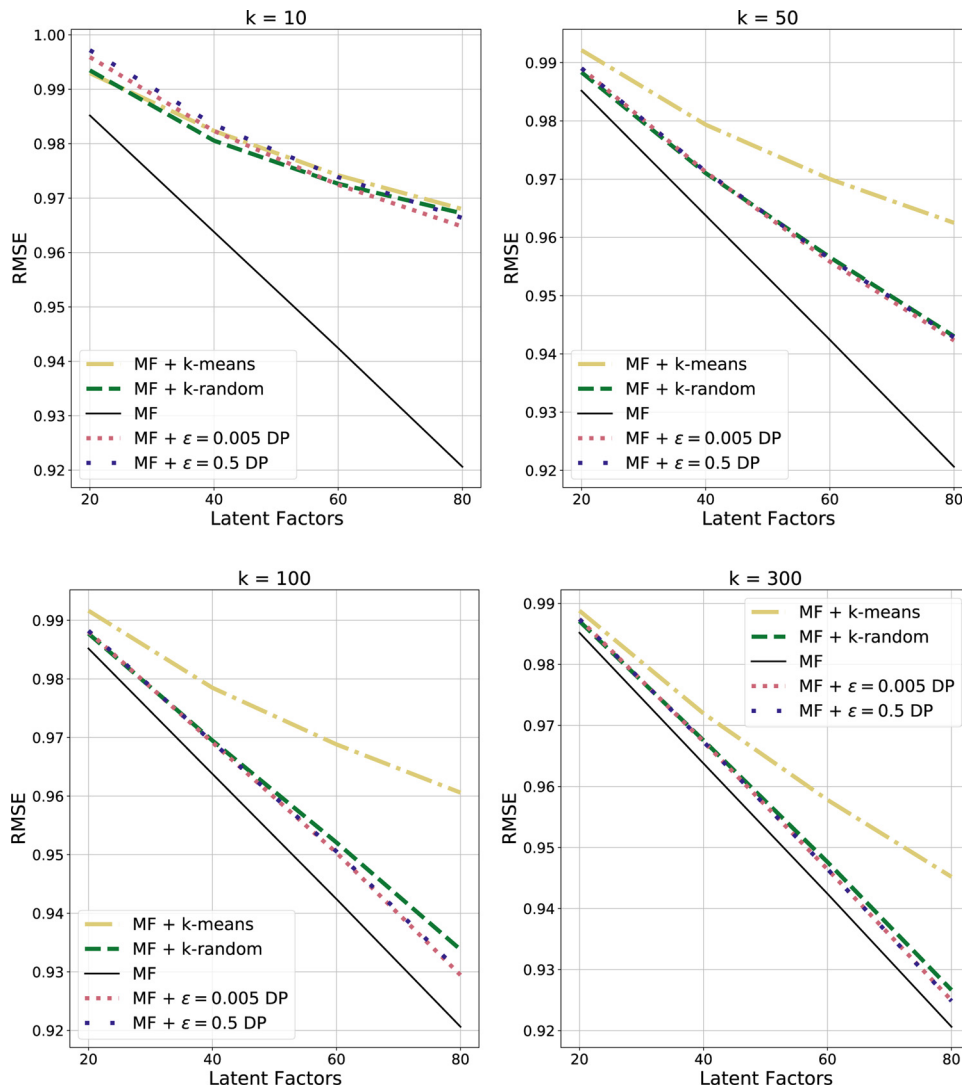 k = 10
1.00
0.99
0.98
0.97
0.96
0.95
0.94
0.93
0.92
RMSE
MF + k-means
MF + k-random
MF
MF + ε = 0.005 DP
MF + ε = 0.5 DP
20 40 60 80
Latent Factors
k = 50
0.99
0.98
0.97
0.96
0.95
0.94
0.93
0.92
RMSE
MF + k-means
MF + k-random
MF
MF + ε = 0.005 DP
MF + ε = 0.5 DP
20 40 60 80
Latent Factors
k = 100
0.99
0.98
0.97
0.96
0.95
0.94
0.93
0.92
RMSE
MF + k-means
MF + k-random
MF
MF + ε = 0.005 DP
MF + ε = 0.5 DP
20 40 60 80
Latent Factors
k = 300
0.99
0.98
0.97
0.96
0.95
0.94
0.93
0.92
RMSE
MF + k-means
MF + k-random
MF
MF + ε = 0.005 DP
MF + ε = 0.5 DP
20 40 60 80
Latent Factors